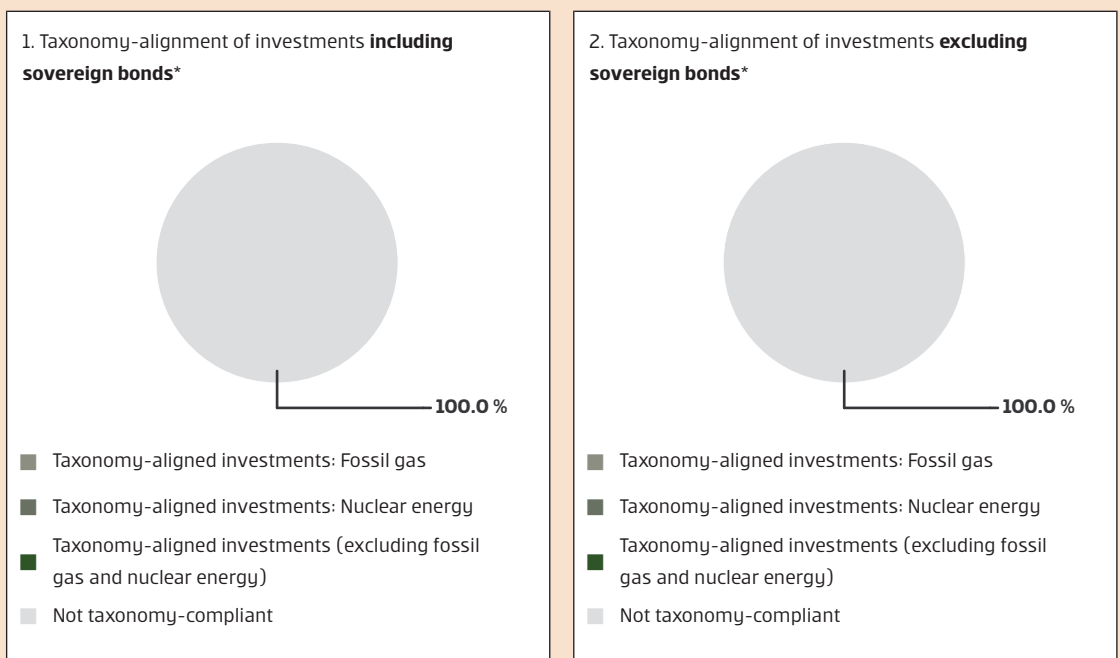 1. Taxonomy-alignment of investments including
sovereign bonds*
100.0 %
Taxonomy-aligned investments: Fossil gas
Taxonomy-aligned investments: Nuclear energy
Taxonomy-aligned investments (excluding fossil
gas and nuclear energy)
Not taxonomy-compliant
2. Taxonomy-alignment of investments excluding
sovereign bonds*
100.0 %
Taxonomy-aligned investments: Fossil gas
Taxonomy-aligned investments: Nuclear energy
Taxonomy-aligned investments (excluding fossil
gas and nuclear energy)
Not taxonomy-compliant